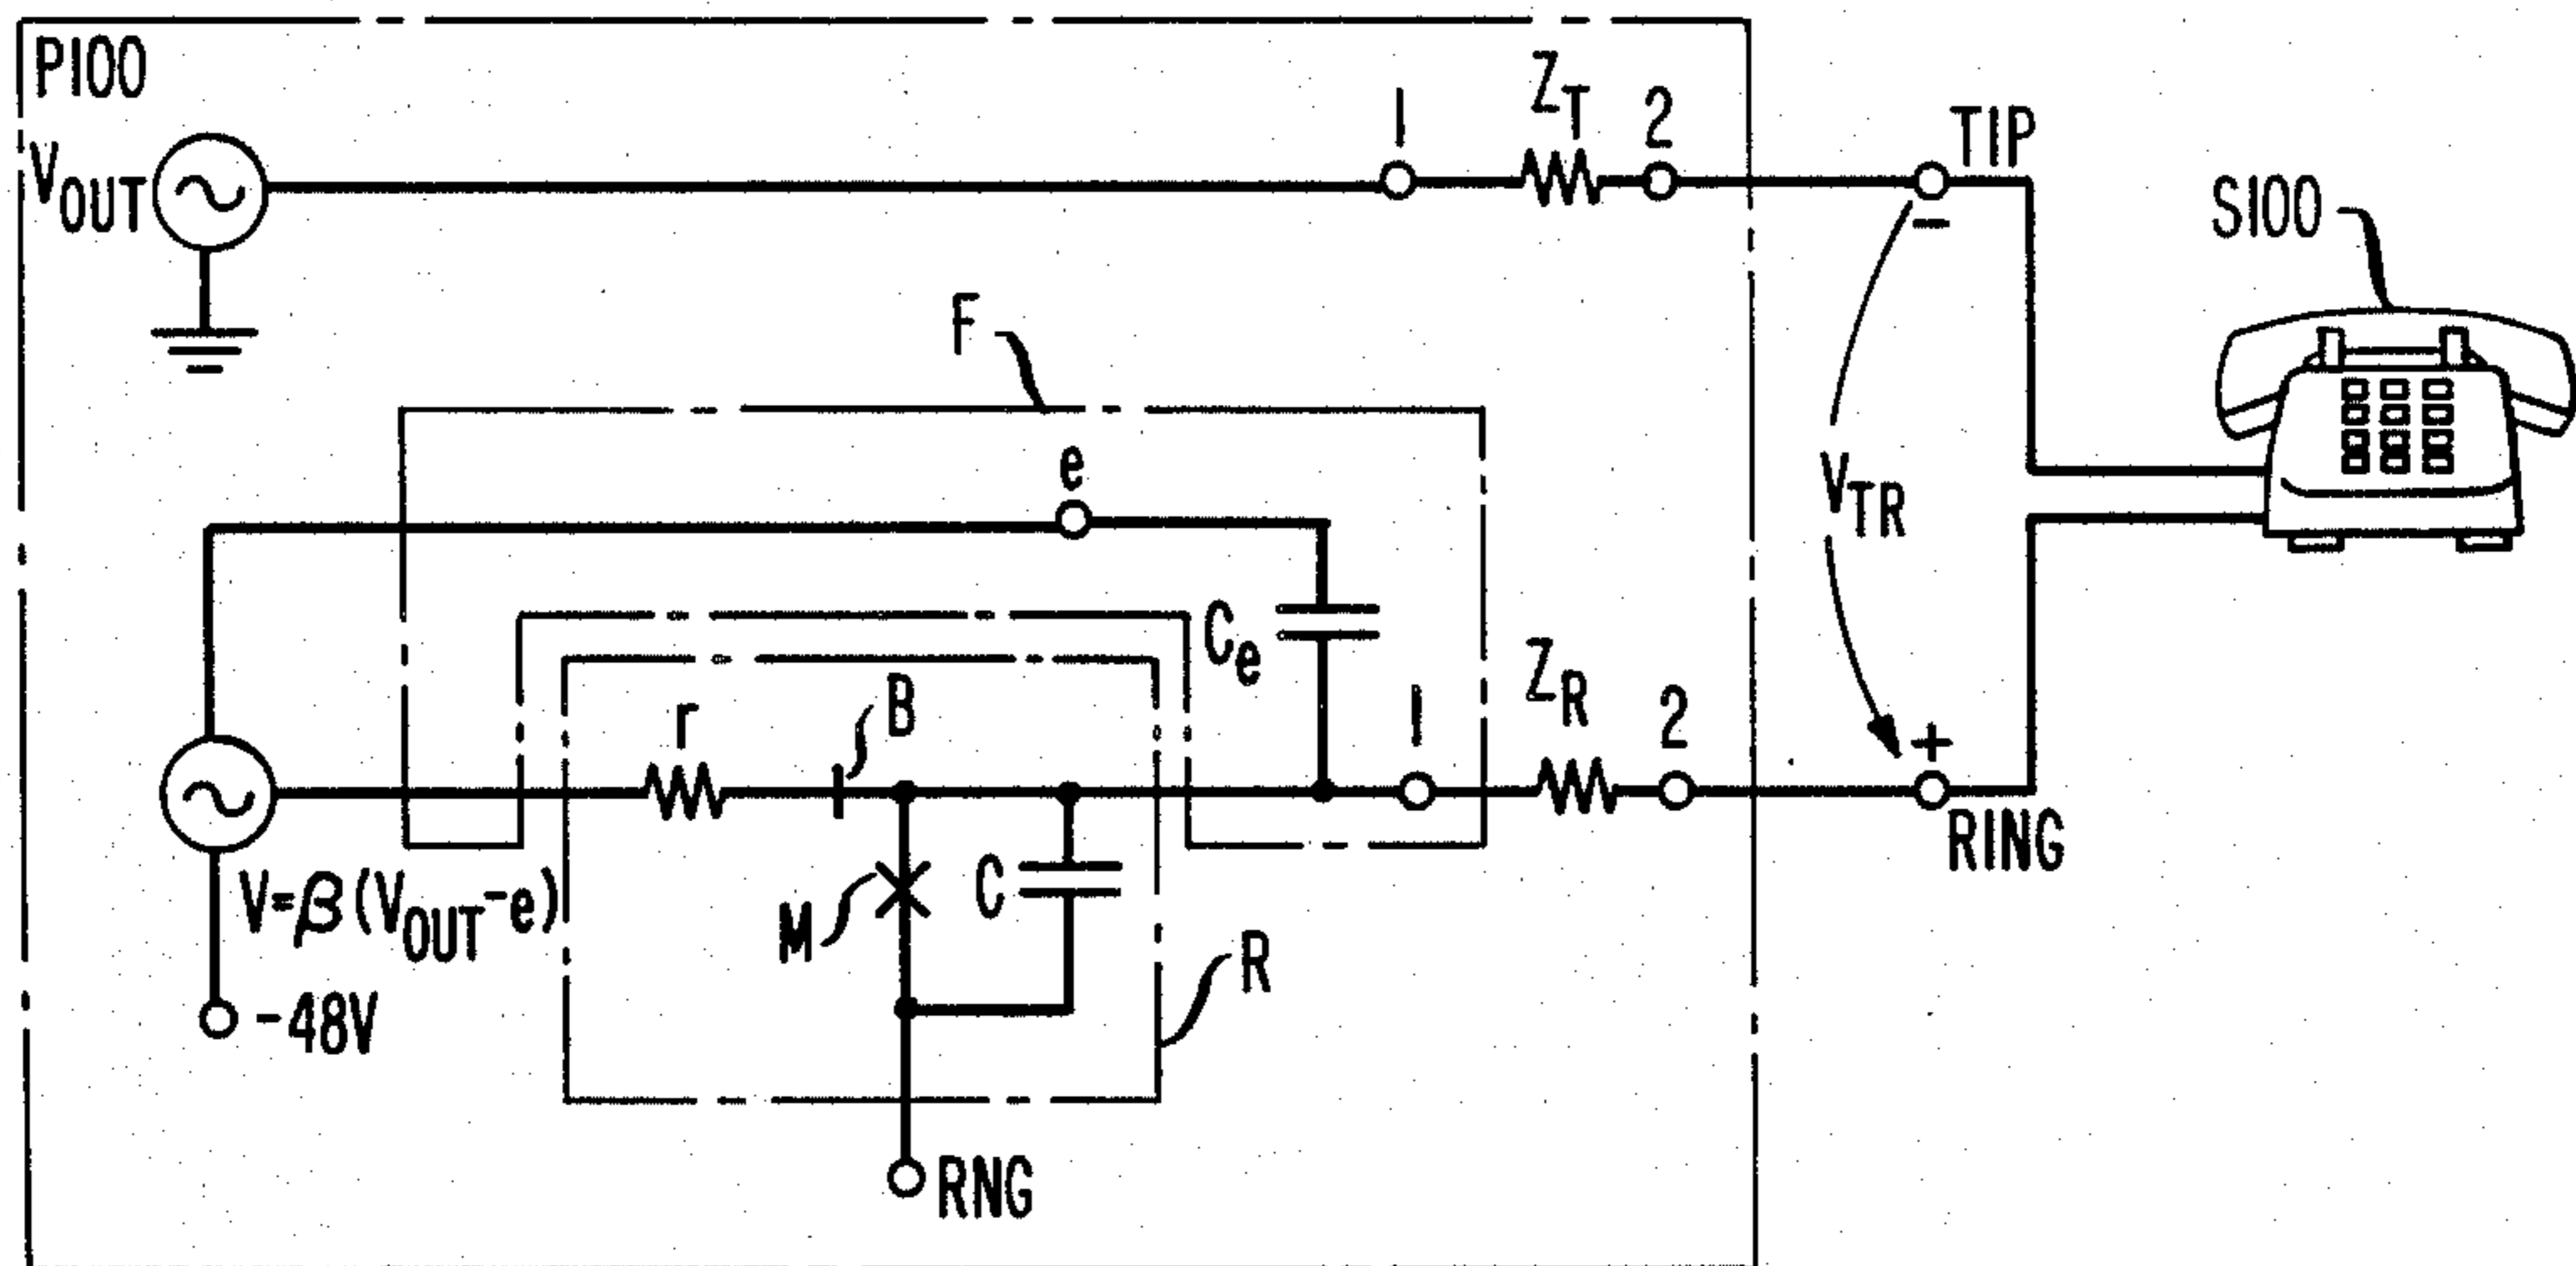 P100
V_OUT
1
Z_T
2
TIP
-
S100
F
e
C_e
V_TR
r
B
1
Z_R
2
+
RING
V=β(V_OUT-e)
M
C
R
-48V
RNG